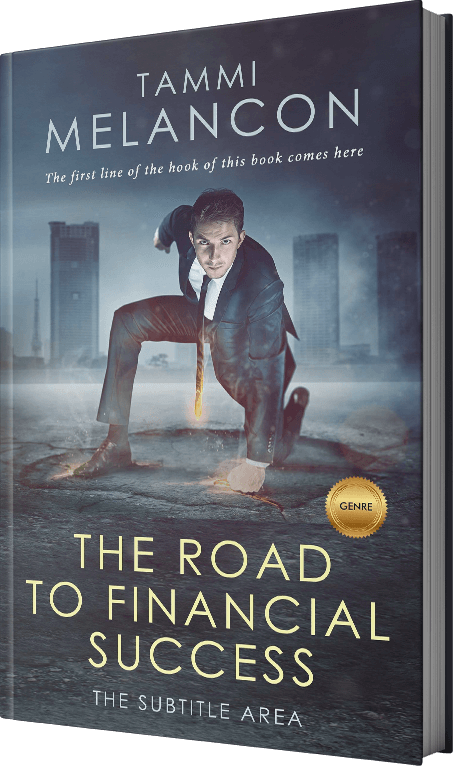 TAMMI
MELANCON
The first line of the hook of this book comes here
GENRE
THE ROAD
TO FINANCIAL
SUCCESS
THE SUBTITLE AREA